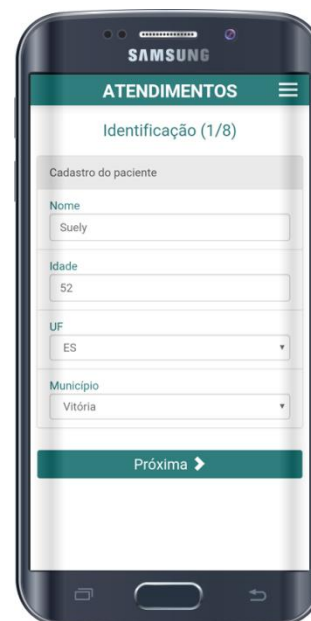 SAMSUNG
ATENDIMENTOS
Identificação (1/8)
Cadastro do paciente
Nome
Suely
Idade
52
UF
ES
Município
Vitória
Próxima